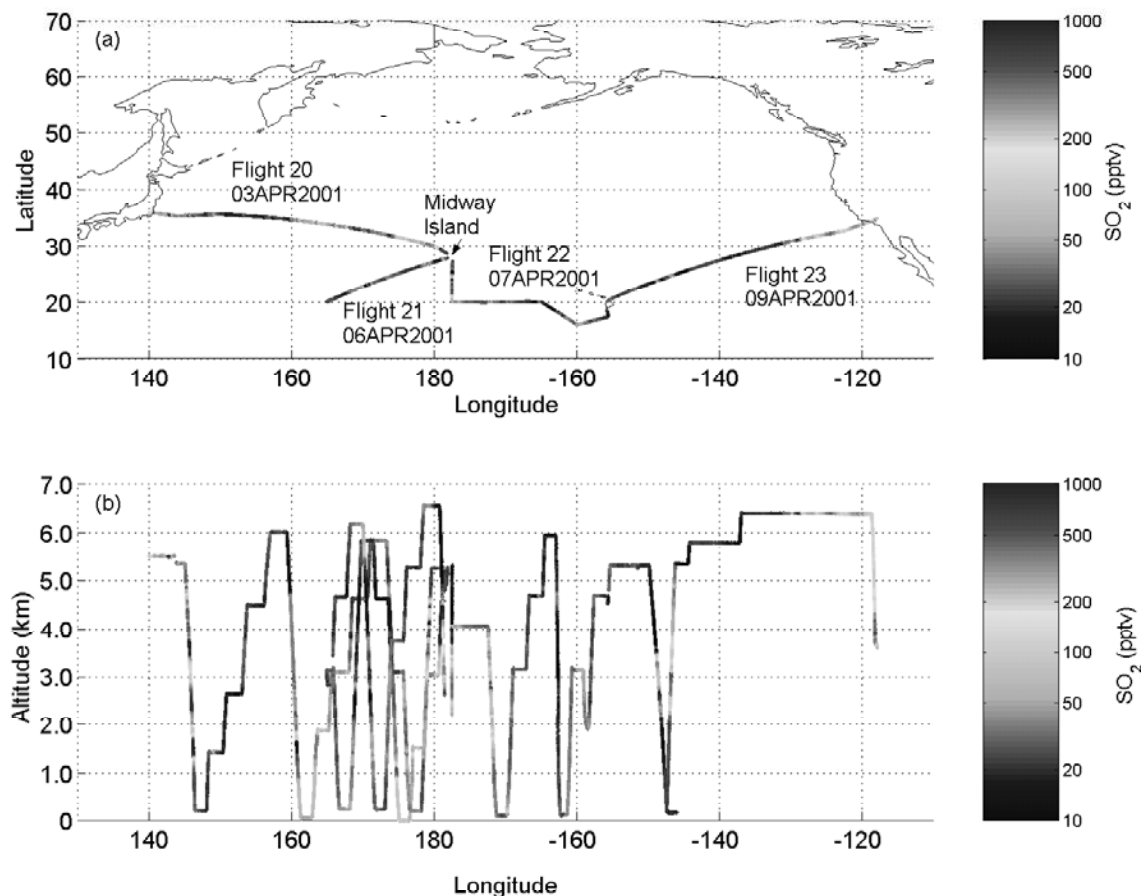 (a)
70
60
50
40
30
20
10
Latitude
Flight 20
03APR2001
Midway
Island
Flight 22
07APR2001
Flight 21
06APR2001
Flight 23
09APR2001
140
160
180
-160
-140
-120
Longitude
1000
500
200
100
50
20
10
SO2 (pptv)
(b)
7.0
6.0
5.0
4.0
3.0
2.0
1.0
0
Altitude (km)
140
160
180
-160
-140
-120
Longitude
1000
500
200
100
50
20
10
SO2 (pptv)